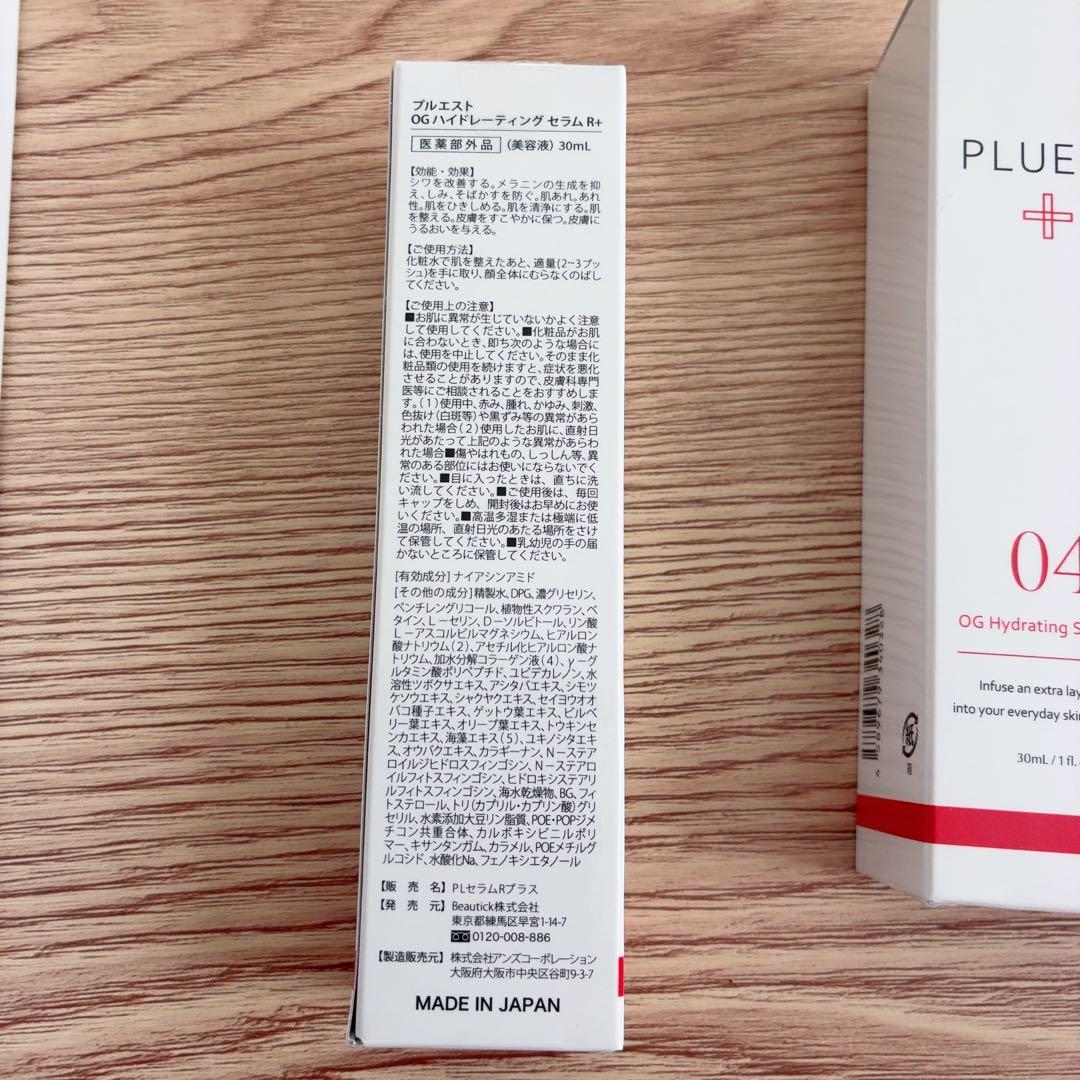 プルエスト
OG ハイドレーティング セラム R+
医薬部外品 (美容液) 30mL
【効能・効果】
シワを改善する。メラニンの生成を抑
え、しみ、そばかすを防ぐ。肌あれ。あれ
性。肌をひきしめる。肌を清浄にする。肌
を整える。皮膚をすこやかに保つ。皮膚に
うるおいを与える。
【ご使用方法】
化粧水で肌を整えたあと、適量(2~3プッ
シュ)を手に取り、顔全体にむらなくのばし
てください。
【ご使用上の注意】
■お肌に異常が生じていないかよく注意
して使用してください。■化粧品がお肌
に合わないとき、即ち次のような場合に
は、使用を中止してください。そのまま化
粧品類の使用を続けますと、症状を悪化
させることがありますので、皮膚科専門
医等にご相談されることをおすすめしま
す。(1)使用中、赤み、腫れ、かゆみ、刺激、
色抜け(白斑等)や黒ずみ等の異常があら
われた場合(2)使用したお肌に、直射日
光があたって上記のような異常があらわ
れた場合■傷やはれもの、しっしん等、異
常のある部位にはお使いにならないでく
ださい。■目に入ったときは、直ちに洗
い流してください。■ご使用後は、毎回
キャップをしめ、開封後はお早めにお使
いください。■高温多湿または極端に低
温の場所、直射日光のあたる場所をさけ
て保管してください。■乳幼児の手の届
かないところに保管してください。
[有効成分] ナイアシンアミド
[その他の成分]精製水、DPG、濃グリセリン、
ペンチレングリコール、植物性スクワラン、ベ
タイン、L-セリン、D-ソルビトール、リン酸
L-アスコルビルマグネシウム、ヒアルロン
酸ナトリウム(2)、アセチル化ヒアルロン酸ナ
トリウム、加水分解コラーゲン液(4)、γ-グ
ルタミン酸ポリペプチド、ユビデカレノン、水
溶性ツボクサエキス、アシタバエキス、シモツ
ケソウエキス、シャクヤクエキス、セイヨウオオ
バコ種子エキス、ゲットウ葉エキス、ビルベ
リー葉エキス、オリーブ葉エキス、トウキンセ
ンカエキス、海藻エキス(5)、ユキノシタエキ
ス、オウバクエキス、カラギーナン、N-ステア
ロイルジヒドロスフィンゴシン、N-ステアロ
イルフィトスフィンゴシン、ヒドロキシステアリ
ルフィトスフィンゴシン、海水乾燥物、BG、フィ
トステロール、トリ(カプリル・カプリン酸)グリ
セリル、水素添加大豆リン脂質、POE・POPジメ
チコン共重合体、カルボキシビニルポリ
マー、キサンタンガム、カラメル、POEメチルグ
ルコシド、水酸化Na、フェノキシエタノール
【販売名】PLセラムRプラス
【発売元】Beautick株式会社
東京都練馬区早宮1-14-7
0120-008-886
【製造販売元】株式会社アンズコーポレーション
大阪府大阪市中央区谷町9-3-7
MADE IN JAPAN
PLUE
04
OG Hydrating S
Infuse an extra lay
into your everyday skin
30mL / 1 fl.
紙